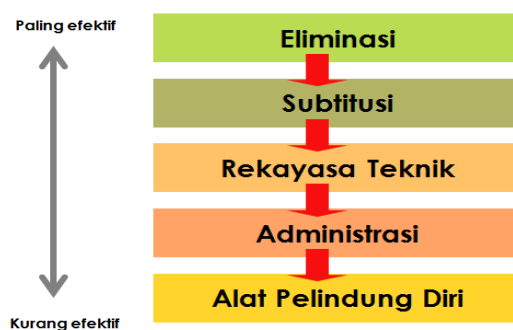 Paling efektif
Eliminasi
Subtitusi
Rekayasa Teknik
Administrasi
Alat Pelindung Diri
Kurang efektif